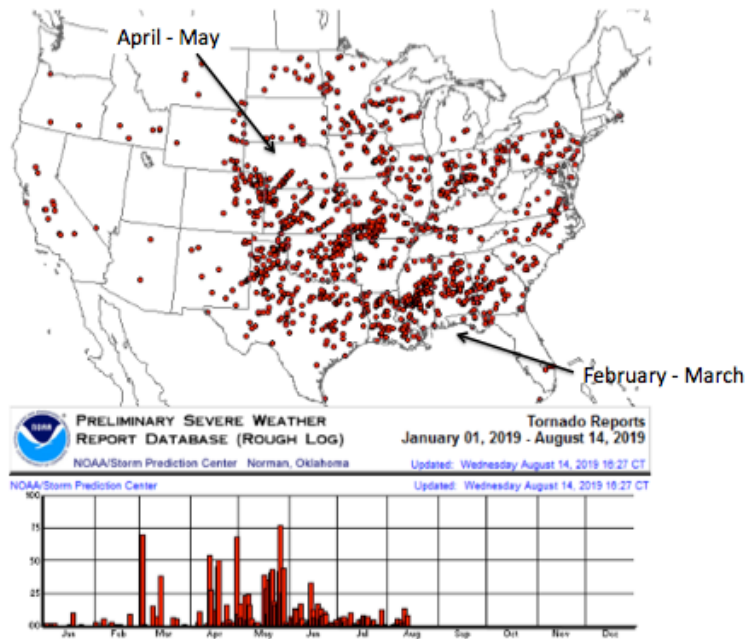 April - May
February - March
NOAA
PRELIMINARY SEVERE WEATHER
REPORT DATABASE (ROUGH LOG)
NOAA/Storm Prediction Center Norman, Oklahoma
Tornado Reports
January 01, 2019 - August 14, 2019
Updated: Wednesday August 14, 2019 16:27 CT
NOAA/Storm Prediction Center
Updated: Wednesday August 14, 2019 16:27 CT
100
75
50
25
00
Jan Feb Mar Apr May Jun Jul Aug Sep Oct Nov Dec